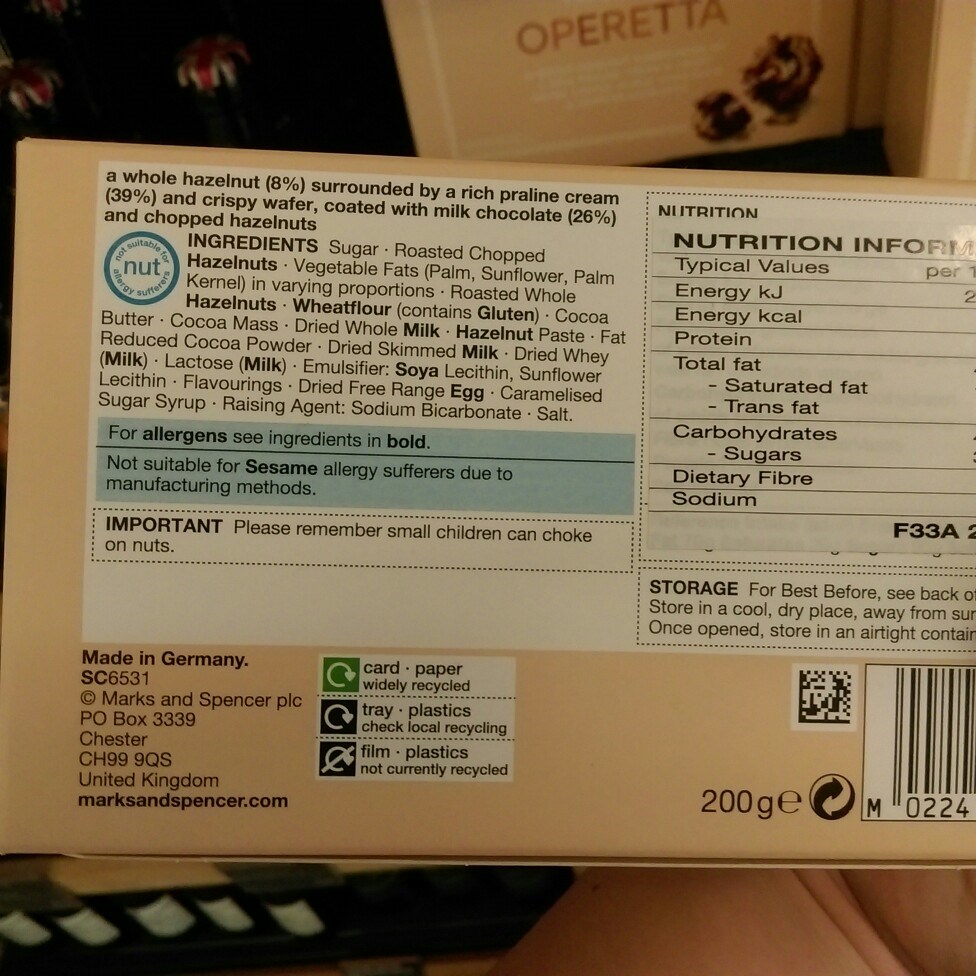 OPERETTA
a whole hazelnut (8%) surrounded by a rich praline cream
(39%) and crispy wafer, coated with milk chocolate (26%)
and chopped hazelnuts
not suitable for
nut
allergy sufferers
INGREDIENTS Sugar · Roasted Chopped
Hazelnuts · Vegetable Fats (Palm, Sunflower, Palm
Kernel) in varying proportions · Roasted Whole
Hazelnuts · Wheatflour (contains Gluten) · Cocoa
Butter · Cocoa Mass · Dried Whole Milk · Hazelnut Paste · Fat
Reduced Cocoa Powder · Dried Skimmed Milk · Dried Whey
(Milk) · Lactose (Milk) · Emulsifier: Soya Lecithin, Sunflower
Lecithin · Flavourings · Dried Free Range Egg · Caramelised
Sugar Syrup · Raising Agent: Sodium Bicarbonate · Salt.
For allergens see ingredients in bold.
Not suitable for Sesame allergy sufferers due to
manufacturing methods.
IMPORTANT Please remember small children can choke
on nuts.
NUTRITION
NUTRITION INFORM
Typical Values per 1
Energy kJ 2
Energy kcal
Protein
Total fat
- Saturated fat
- Trans fat
Carbohydrates
- Sugars
Dietary Fibre
Sodium
F33A 2
STORAGE For Best Before, see back of
Store in a cool, dry place, away from sun
Once opened, store in an airtight contain
Made in Germany.
SC6531
© Marks and Spencer plc
PO Box 3339
Chester
CH99 9QS
United Kingdom
marksandspencer.com
card · paper
widely recycled
tray · plastics
check local recycling
film · plastics
not currently recycled
200g℮
M 0224